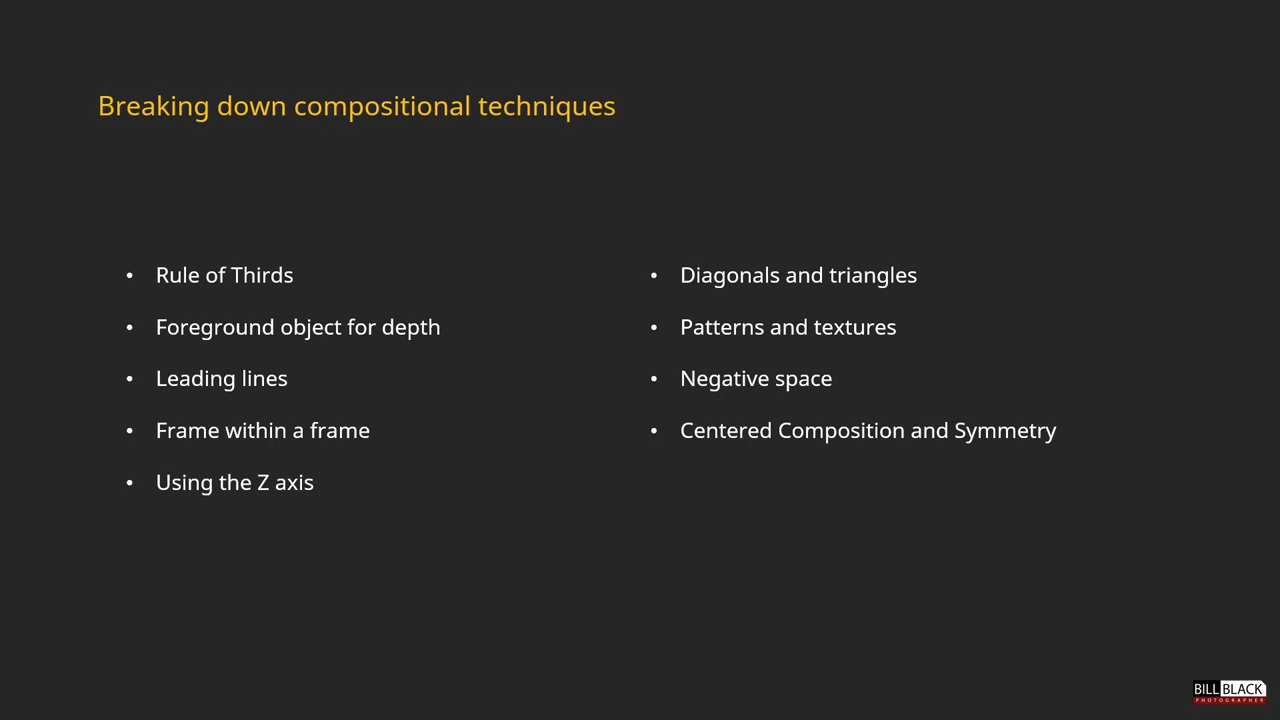 Breaking down compositional techniques
• Rule of Thirds
• Foreground object for depth
• Leading lines
• Frame within a frame
• Using the Z axis
• Diagonals and triangles
• Patterns and textures
• Negative space
• Centered Composition and Symmetry
BILL BLACK
PHOTOGRAPHER